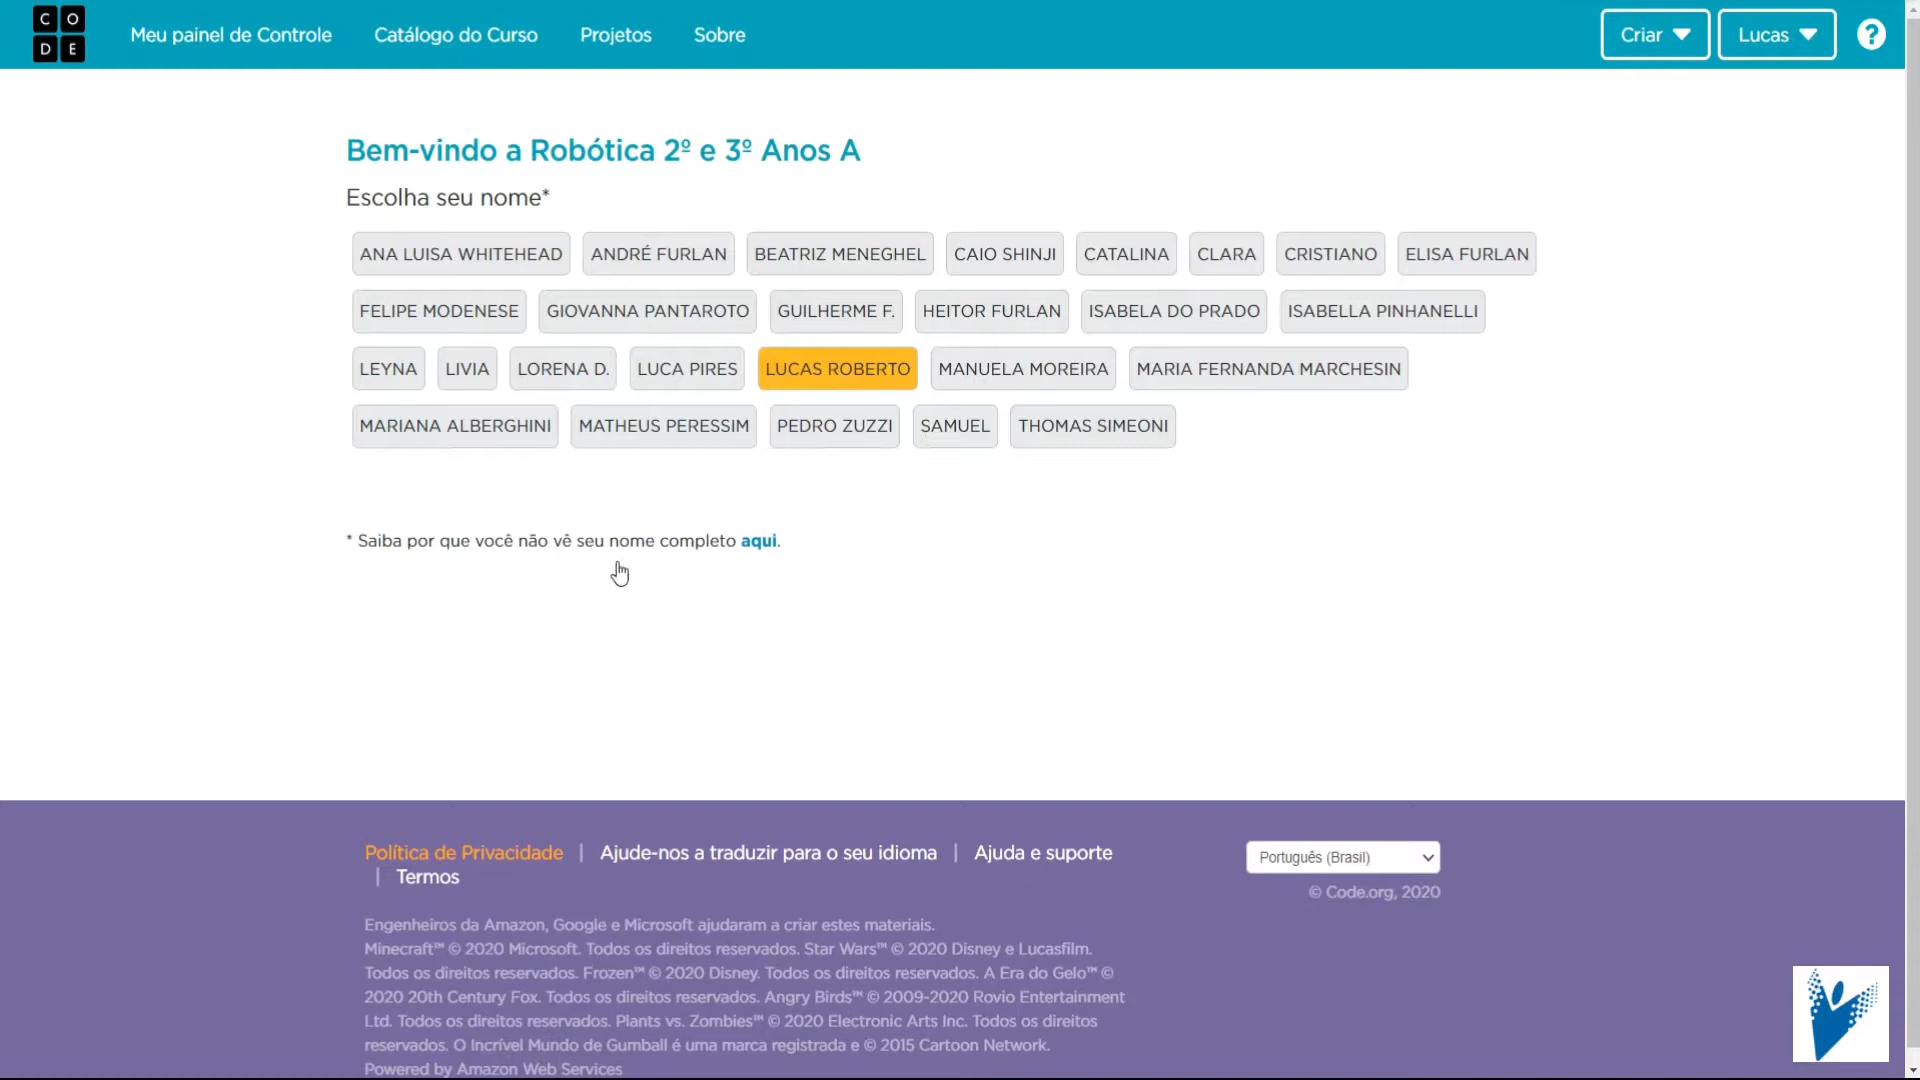 C O
D E
Meu painel de Controle Catálogo do Curso Projetos Sobre Criar Lucas ?
Bem-vindo a Robótica 2º e 3º Anos A
Escolha seu nome*
ANA LUISA WHITEHEAD ANDRÉ FURLAN BEATRIZ MENEGHEL CAIO SHINJI CATALINA CLARA CRISTIANO ELISA FURLAN
FELIPE MODENESE GIOVANNA PANTAROTO GUILHERME F. HEITOR FURLAN ISABELA DO PRADO ISABELLA PINHANELLI
LEYNA LIVIA LORENA D. LUCA PIRES LUCAS ROBERTO MANUELA MOREIRA MARIA FERNANDA MARCHESIN
MARIANA ALBERGHINI MATHEUS PERESSIM PEDRO ZUZZI SAMUEL THOMAS SIMEONI
* Saiba por que você não vê seu nome completo aqui.
Política de Privacidade | Ajude-nos a traduzir para o seu idioma | Ajuda e suporte
| Termos
Português (Brasil)
© Code.org, 2020
Engenheiros da Amazon, Google e Microsoft ajudaram a criar estes materiais.
Minecraft™ © 2020 Microsoft. Todos os direitos reservados. Star Wars™ © 2020 Disney e Lucasfilm.
Todos os direitos reservados. Frozen™ © 2020 Disney. Todos os direitos reservados. A Era do Gelo™ ©
2020 20th Century Fox. Todos os direitos reservados. Angry Birds™ © 2009-2020 Rovio Entertainment
Ltd. Todos os direitos reservados. Plants vs. Zombies™ © 2020 Electronic Arts Inc. Todos os direitos
reservados. O Incrível Mundo de Gumball é uma marca registrada e © 2015 Cartoon Network.
Powered by Amazon Web Services